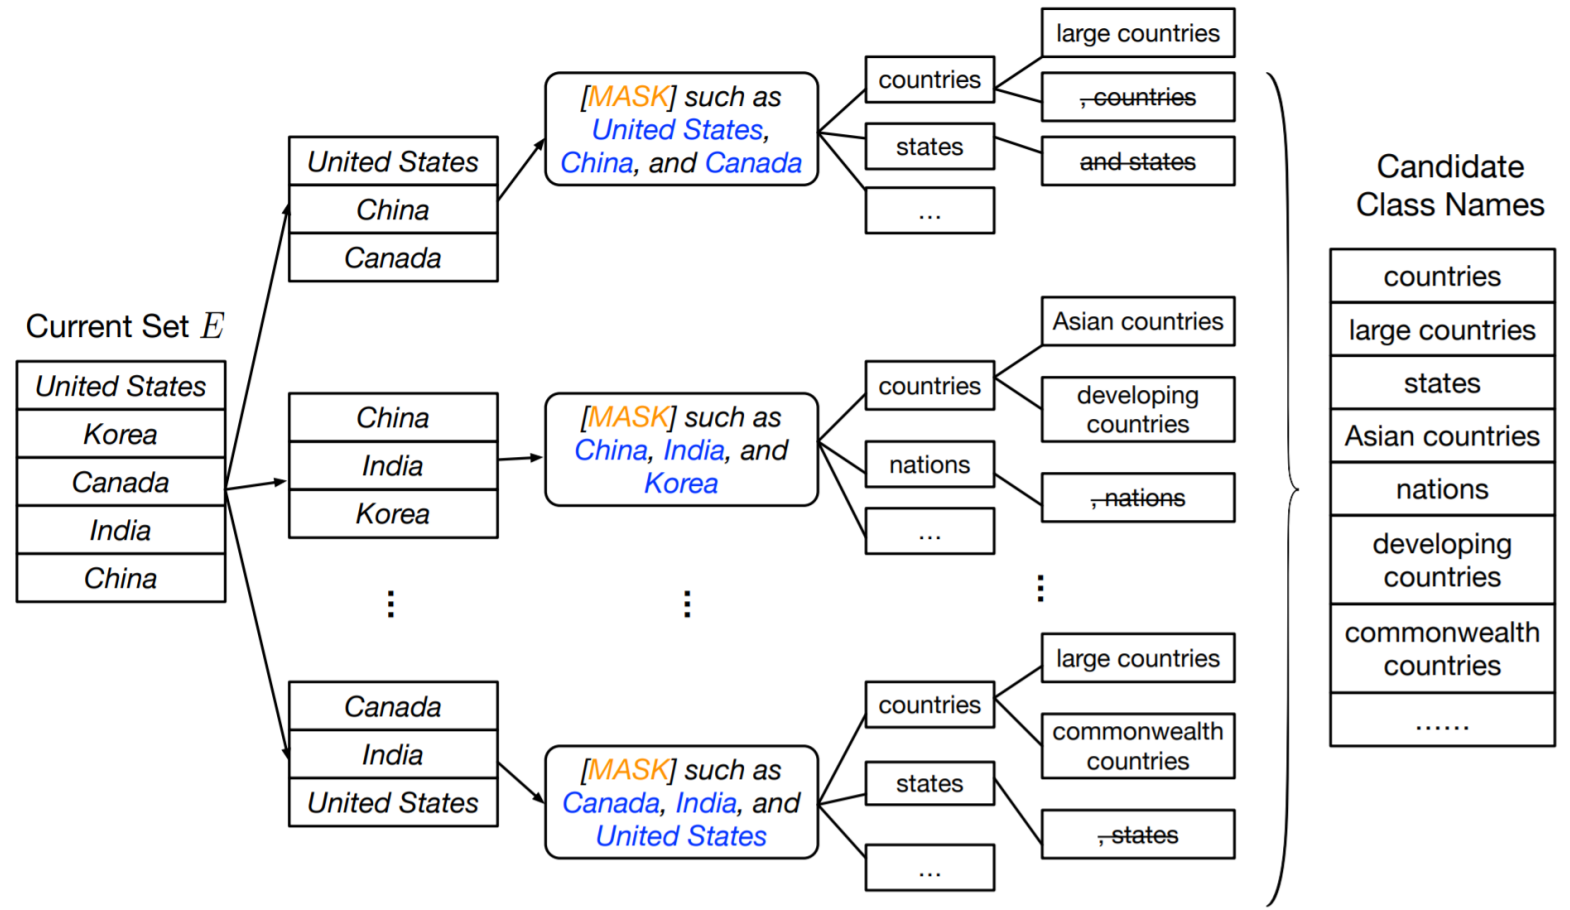 Current Set E
United States
Korea
Canada
India
China
United States
China
Canada
China
India
Korea
⋮
Canada
India
United States
[MASK] such as
United States,
China, and Canada
[MASK] such as
China, India, and
Korea
⋮
[MASK] such as
Canada, India, and
United States
countries
states
...
countries
nations
...
countries
states
...
large countries
, countries
and states
Asian countries
developing
countries
, nations
⋮
large countries
commonwealth
countries
, states
Candidate
Class Names
countries
large countries
states
Asian countries
nations
developing
countries
commonwealth
countries
......